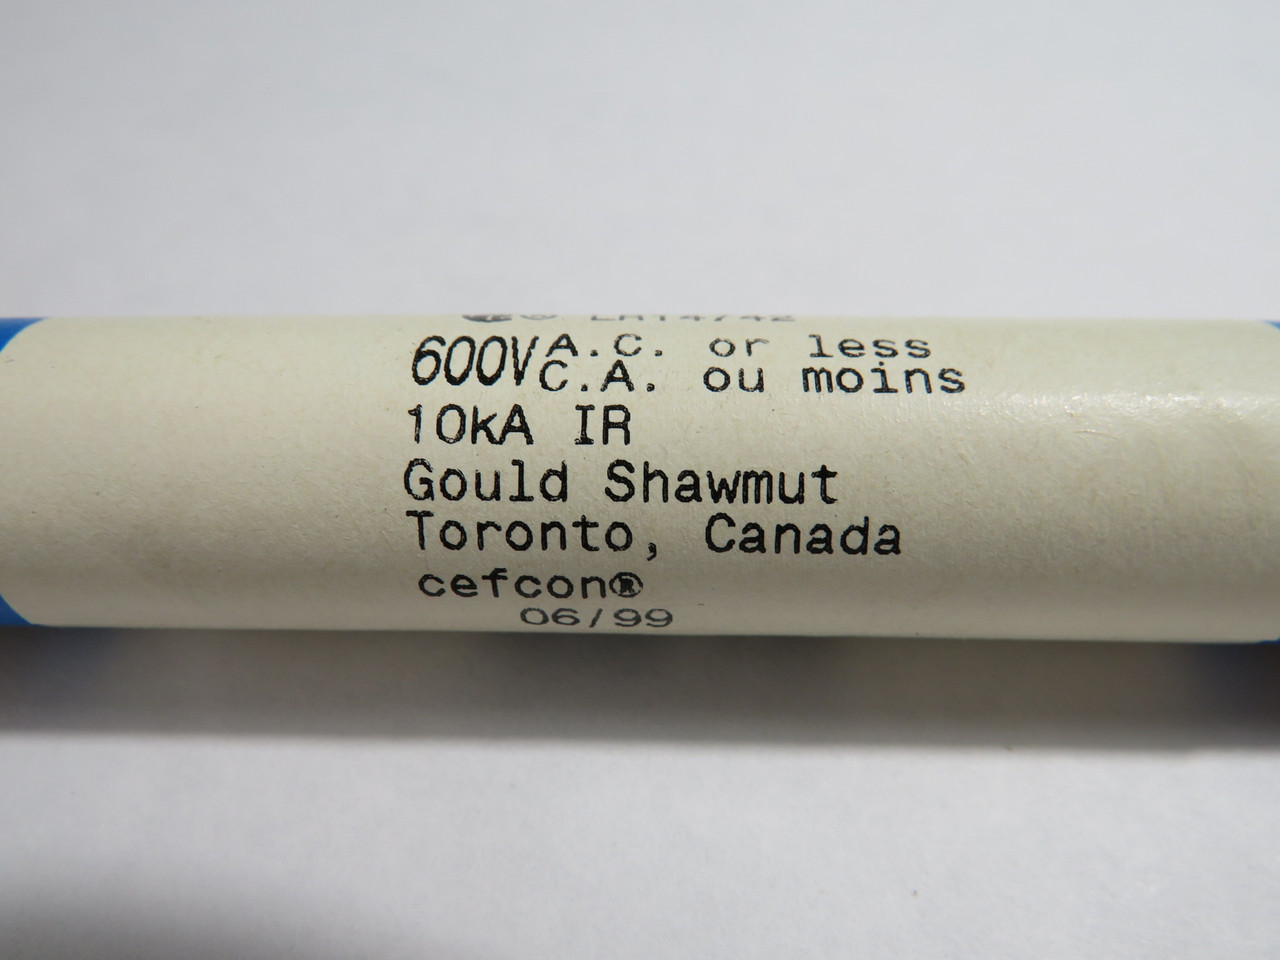 600V A.C. or less
C.A. ou moins
10kA IR
Gould Shawmut
Toronto, Canada
cefcon®
06/99